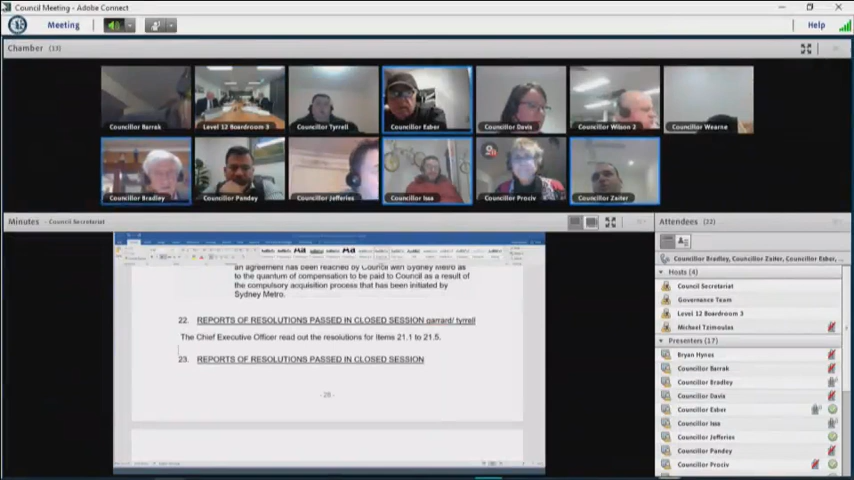 Council Meeting - Adobe Connect
Meeting
Help
Chamber (13)
Councillor Barrak
Level 12 Boardroom 3
Councillor Tyrrell
Councillor Esber
Councillor Davis
Councillor Wison 2
Councillor Wearne
Councillor Bradley
Councillor Pandey
Councillor Jefferies
Councillor Issa
Councillor Prociv
Councillor Zaiter
Minutes - Council Secretariat
an agreement has been reached by Council with Sydney Metro as
to the quantum of compensation to be paid to Council as a result of
the compulsory acquisition process that has been initiated by
Sydney Metro.
22. REPORTS OF RESOLUTIONS PASSED IN CLOSED SESSION garrard/ tyrrell
The Chief Executive Officer read out the resolutions for Items 21.1 to 21.5.
23. REPORTS OF RESOLUTIONS PASSED IN CLOSED SESSION
- 28 -
Attendees (22)
Councillor Bradley, Councillor Zaiter, Councillor Esber, Councillor...
Hosts (4)
Council Secretariat
Governance Team
Level 12 Boardroom 3
Michael Tzimoulas
Presenters (17)
Bryan Hynes
Councillor Barrak
Councillor Bradley
Councillor Davis
Councillor Esber
Councillor Issa
Councillor Jefferies
Councillor Pandey
Councillor Prociv